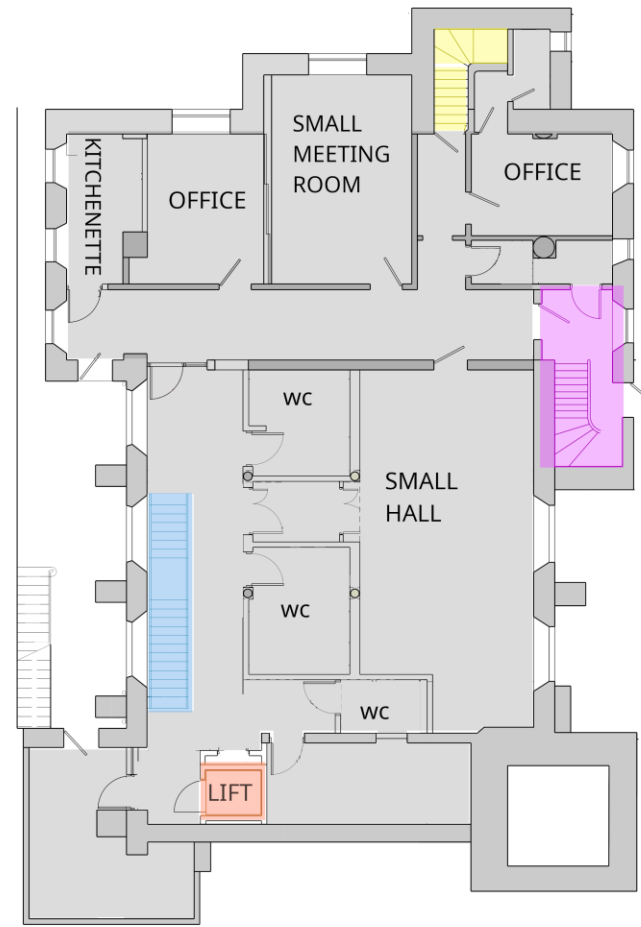 KITCHENETTE
OFFICE
SMALL
MEETING
ROOM
OFFICE
wc
SMALL
HALL
wc
wc
LIFT